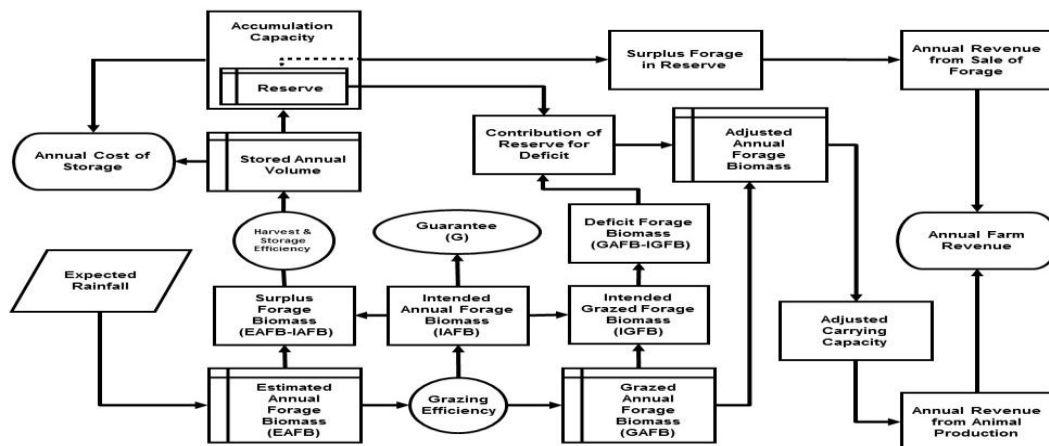 Accumulation
Capacity
Reserve
Surplus Forage
in Reserve
Annual Revenue
from Sale of
Forage
Annual Cost of
Storage
Stored Annual
Volume
Contribution of
Reserve for
Deficit
Adjusted
Annual
Forage
Biomass
Harvest &
Storage
Efficiency
Guarantee
(G)
Deficit Forage
Biomass
(GAFB-IGFB)
Annual Farm
Revenue
Expected
Rainfall
Surplus
Forage
Biomass
(EAFB-IAFB)
Intended
Annual Forage
Biomass
(IAFB)
Intended
Grazed Forage
Biomass
(IGFB)
Adjusted
Carrying
Capacity
Estimated
Annual
Forage
Biomass
(EAFB)
Grazing
Efficiency
Grazed
Annual
Forage
Biomass
(GAFB)
Annual Revenue
from Animal
Production